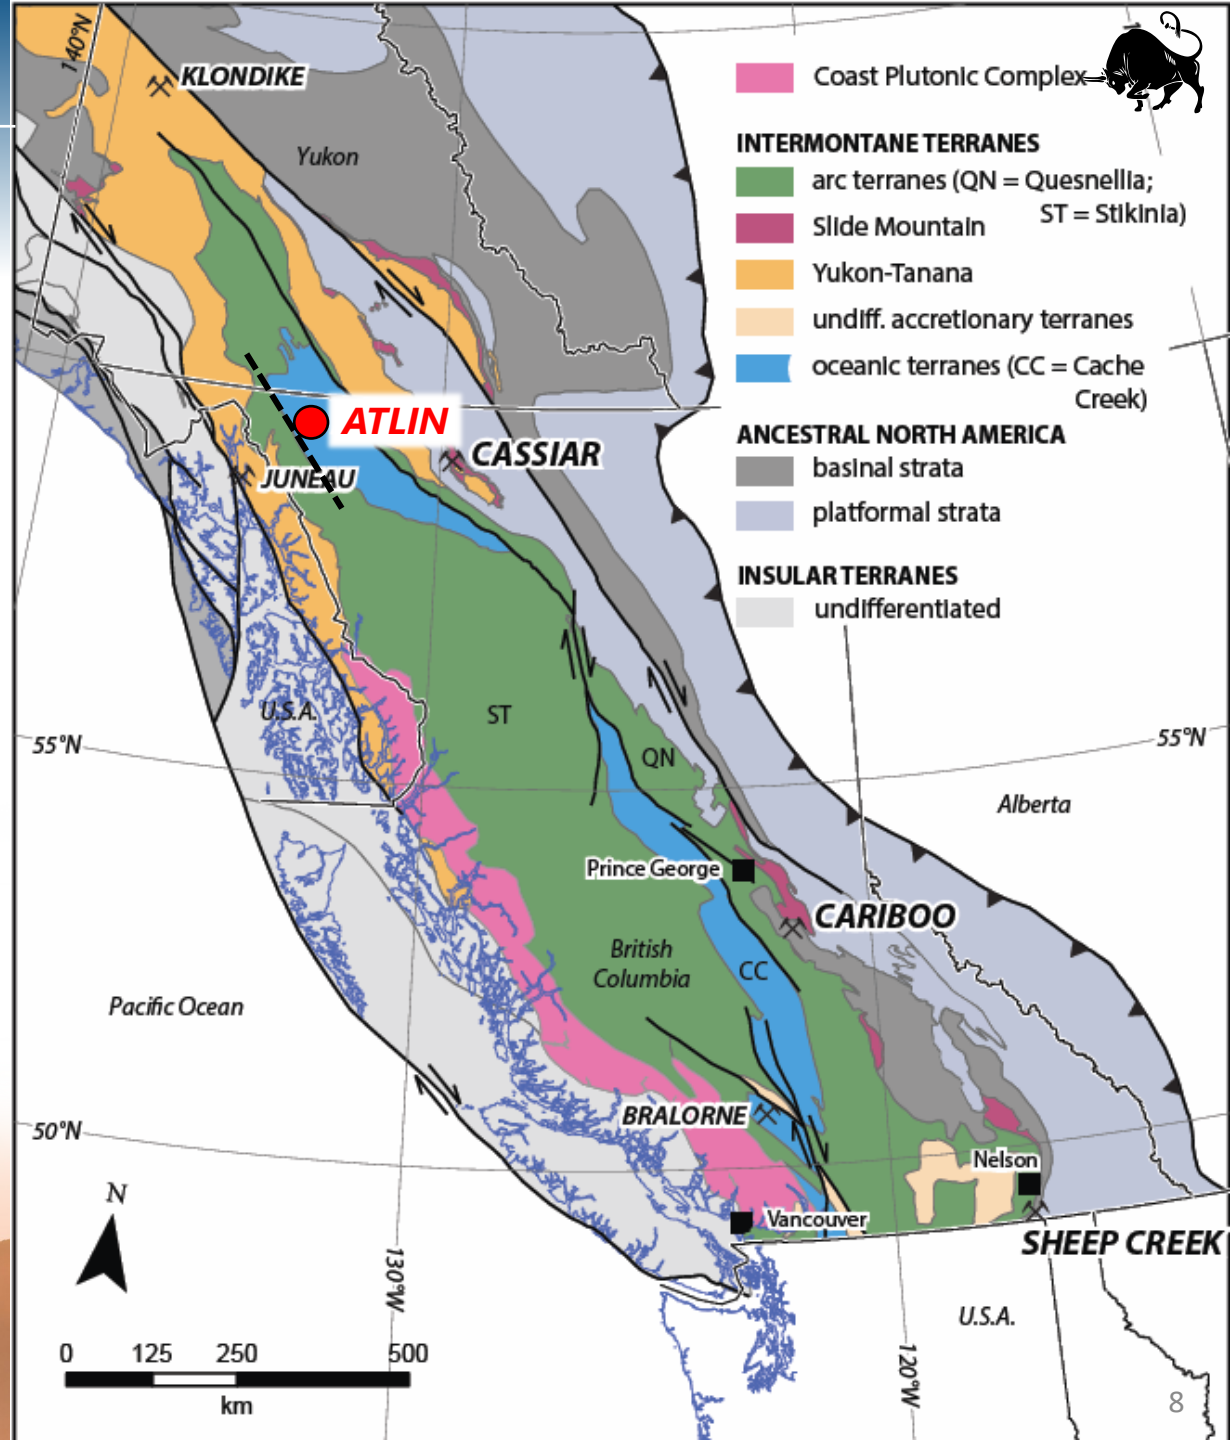 140°N
KLONDIKE
Yukon
Coast Plutonic Complex
INTERMONTANE TERRANES
arc terranes (QN = Quesnellia;
ST = Stikinia)
Slide Mountain
Yukon-Tanana
undiff. accretionary terranes
oceanic terranes (CC = Cache
Creek)
ANCESTRAL NORTH AMERICA
basinal strata
platformal strata
INSULAR TERRANES
undifferentiated
ATLIN
CASSIAR
JUNEAU
U.S.A.
ST
QN
55°N
55°N
Alberta
Prince George
CARIBOO
British
Columbia
CC
Pacific Ocean
BRALORNE
50°N
Nelson
Vancouver
SHEEP CREEK
N
130°W
120°W
U.S.A.
0 125 250 500
km
8